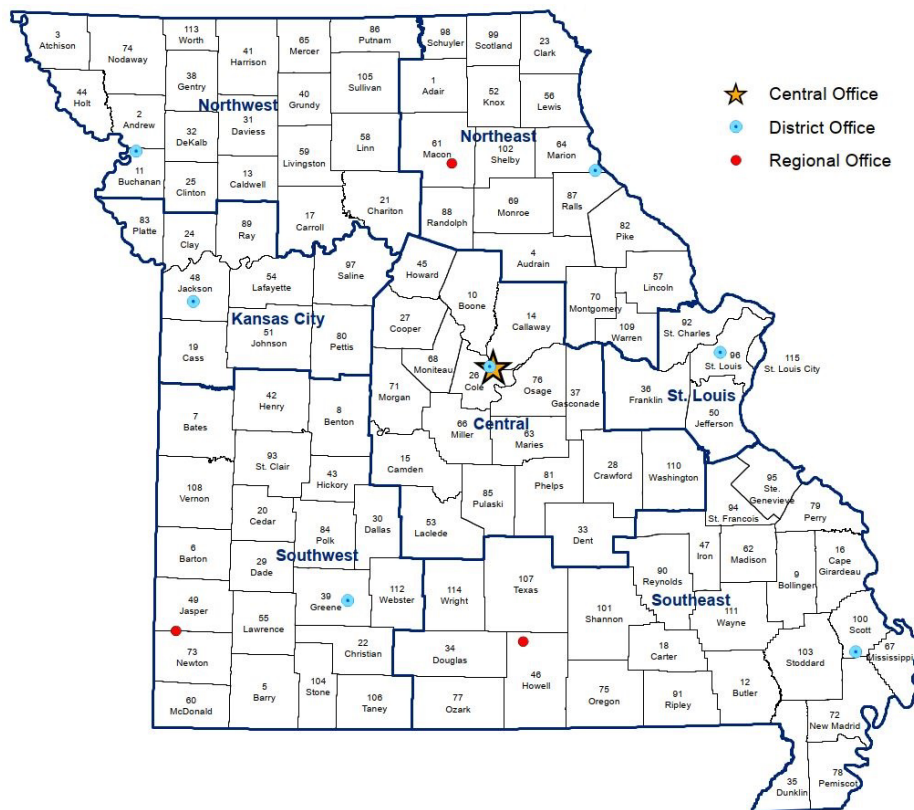 3
Atchison
74
Nodaway
113
Worth
41
Harrison
65
Mercer
86
Putnam
98
Schuyler
99
Scotland
23
Clark
44
Holt
38
Gentry
105
Sullivan
1
Adair
52
Knox
56
Lewis
40
Grundy
Northwest
2
Andrew
32
DeKalb
31
Daviess
59
Livingston
58
Linn
61
Macon
Northeast
102
Shelby
64
Marion
11
Buchanan
25
Clinton
13
Caldwell
17
Carroll
21
Chariton
88
Randolph
69
Monroe
87
Ralls
82
Pike
83
Platte
24
Clay
89
Ray
45
Howard
4
Audrain
48
Jackson
54
Lafayette
97
Saline
10
Boone
14
Callaway
70
Montgomery
57
Lincoln
109
Warren
92
St. Charles
Kansas City
51
Johnson
80
Pettis
27
Cooper
19
Cass
68
Moniteau
26
Cole
76
Osage
37
Gasconade
36
Franklin
96
St. Louis
115
St. Louis City
St. Louis
50
Jefferson
71
Morgan
7
Bates
42
Henry
8
Benton
66
Miller
Central
63
Maries
93
St. Clair
43
Hickory
15
Camden
85
Pulaski
81
Phelps
28
Crawford
110
Washington
95
Ste.
Genevieve
108
Vernon
20
Cedar
84
Polk
30
Dallas
53
Laclede
33
Dent
94
St. Francois
79
Perry
6
Barton
29
Dade
Southwest
47
Iron
62
Madison
9
Bollinger
16
Cape
Girardeau
49
Jasper
55
Lawrence
39
Greene
112
Webster
114
Wright
107
Texas
101
Shannon
90
Reynolds
Southeast
111
Wayne
100
Scott
67
Mississippi
73
Newton
22
Christian
34
Douglas
46
Howell
18
Carter
103
Stoddard
60
McDonald
5
Barry
104
Stone
106
Taney
77
Ozark
75
Oregon
91
Ripley
12
Butler
72
New Madrid
35
Dunklin
78
Pemiscot
Central Office
District Office
Regional Office